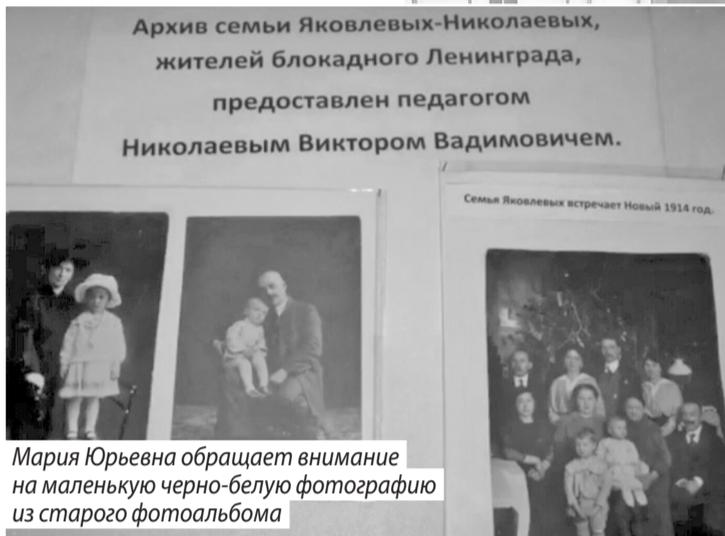 Архив семьи Яковлевых-Николаевых,
жителей блокадного Ленинграда,
предоставлен педагогом
Николаевым Виктором Вадимовичем.
Семья Яковлевых встречает Новый 1914 год.
Мария Юрьевна обращает внимание
на маленькую черно-белую фотографию
из старого фотоальбома